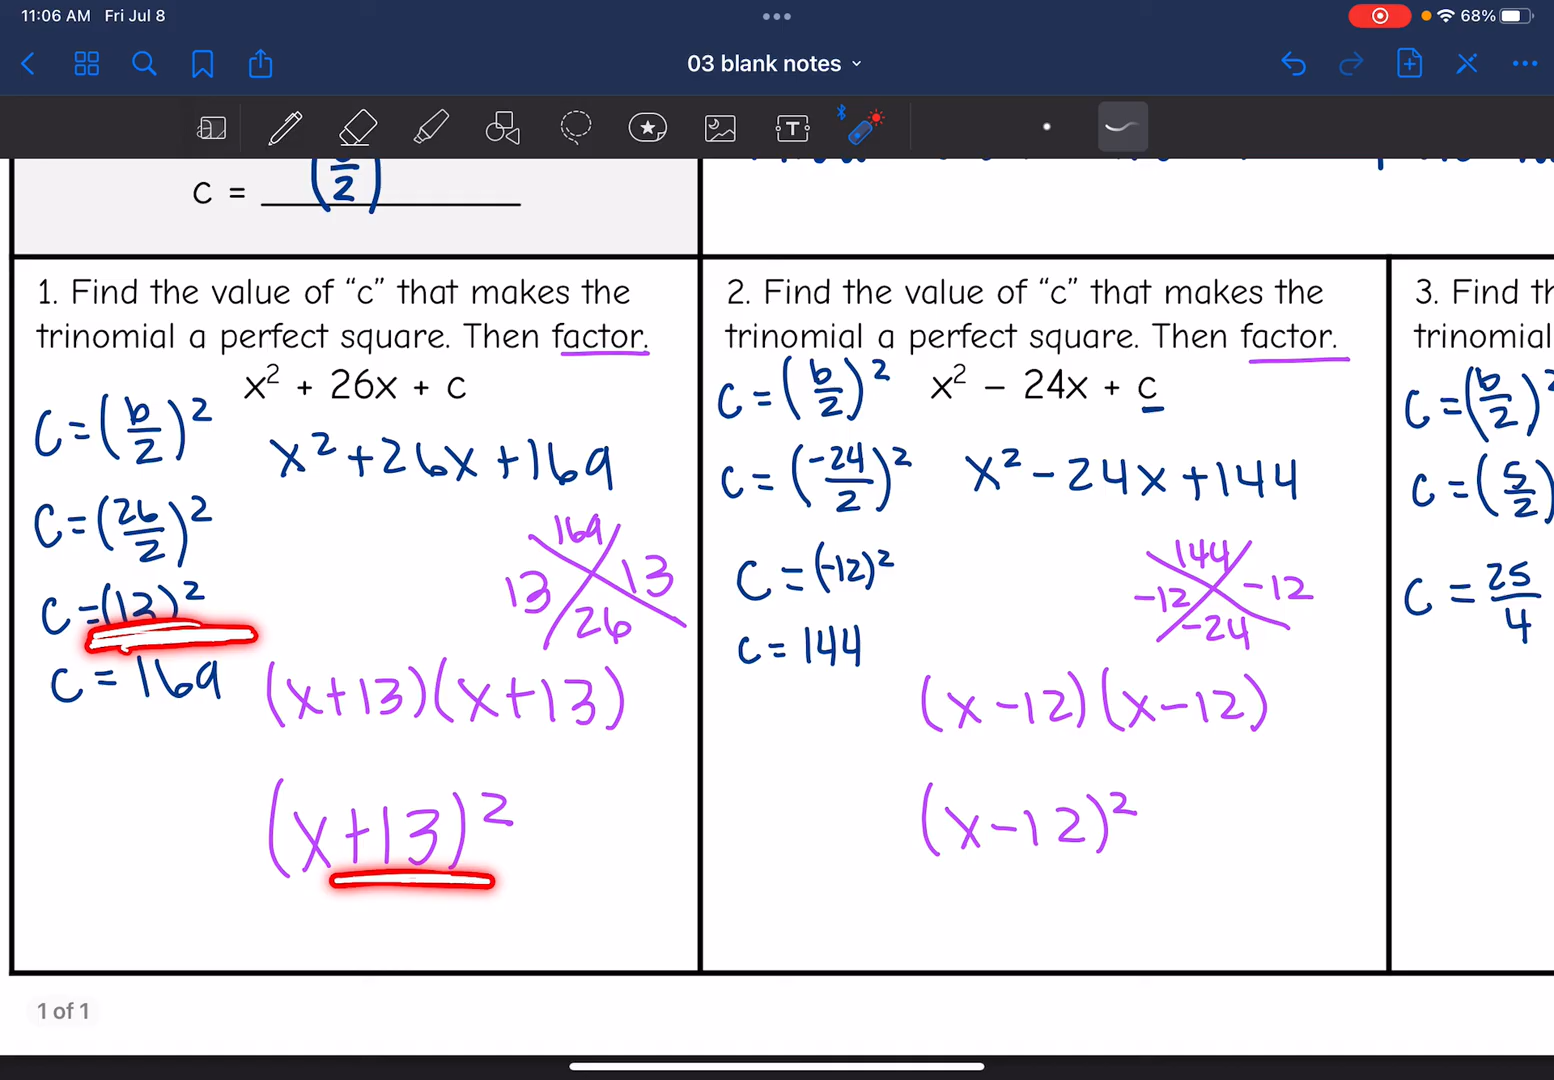 11:06 AM Fri Jul 8
68%
03 blank notes
T
c = (b/2)
1. Find the value of “c” that makes the
trinomial a perfect square. Then factor.
x² + 26x + c
C=(b/2)²
x²+26x+169
C=(26/2)²
169
13 13
26
C=(13)²
C=169
(x+13)(x+13)
(x+13)²
2. Find the value of “c” that makes the
trinomial a perfect square. Then factor.
x² − 24x + c
C=(b/2)²
C=(-24/2)²
x²-24x+144
144
-12 -12
-24
C=(-12)²
C=144
(x-12)(x-12)
(x-12)²
3. Find
trinomial
C=(b/2)
C=(5/2)
C=25/4
1 of 1